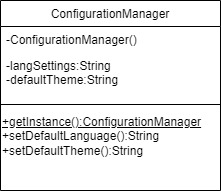 ConfigurationManager
-ConfigurationManager()
-langSettings:String
-defaultTheme:String
+getInstance():ConfigurationManager
+setDefaultLanguage():String
+setDefaultTheme():String